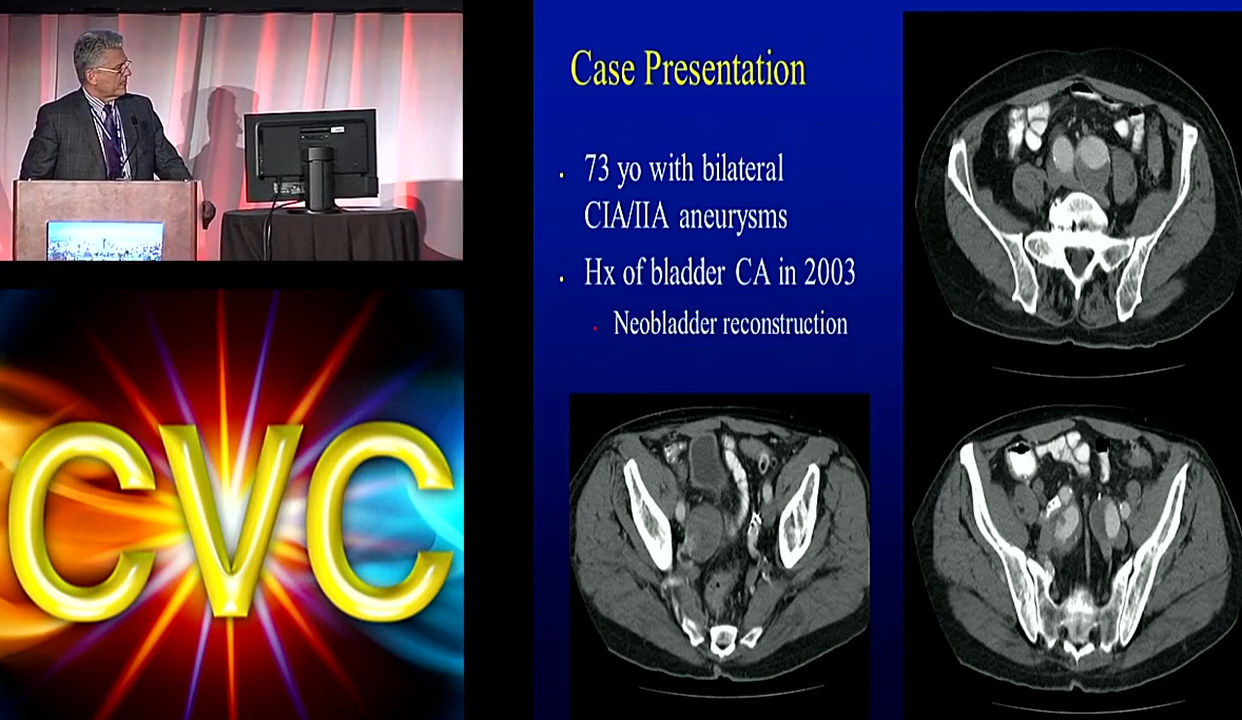 Case Presentation
73 yo with bilateral
CIA/IIA aneurysms
Hx of bladder CA in 2003
Neobladder reconstruction
CVC